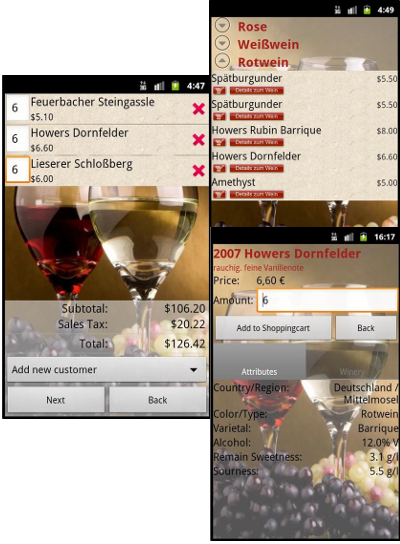 4:47
6 Feuerbacher Steingassle
$5.10
6 Howers Dornfelder
$6.60
6 Lieserer Schloßberg
$6.00
Subtotal: $106.20
Sales Tax: $20.22
Total: $126.42
Add new customer
Next Back
4:49
Rose
Weißwein
Rotwein
Spätburgunder $5.50
Details zum Wein
Spätburgunder $5.50
Details zum Wein
Howers Rubin Barrique $8.00
Details zum Wein
Howers Dornfelder $6.60
Details zum Wein
Amethyst $5.00
Details zum Wein
16:17
2007 Howers Dornfelder
rauchig. feine Vanillenote
Price: 6,60 €
Amount: 6
Add to Shoppingcart Back
Attributes Winery
Country/Region: Deutschland /
Mittelmosel
Color/Type: Rotwein
Varietal: Barrique
Alcohol: 12.0% V
Remain Sweetness: 3.1 g/l
Sourness: 5.5 g/l